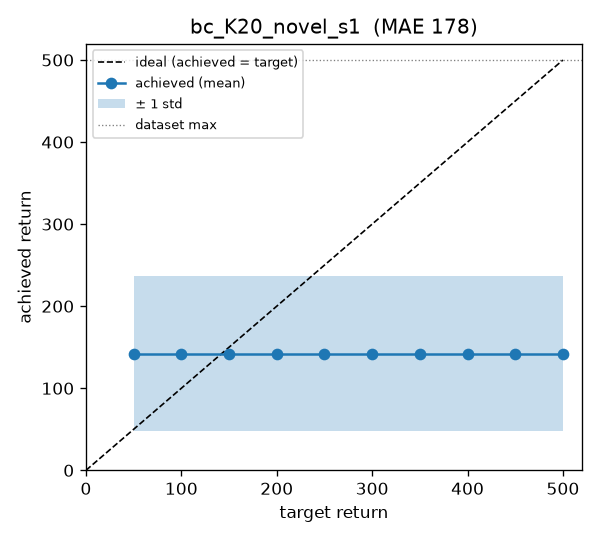 bc_K20_novel_s1  (MAE 178)
ideal (achieved = target)
achieved (mean)
± 1 std
dataset max
achieved return
500
400
300
200
100
0
0 100 200 300 400 500
target return